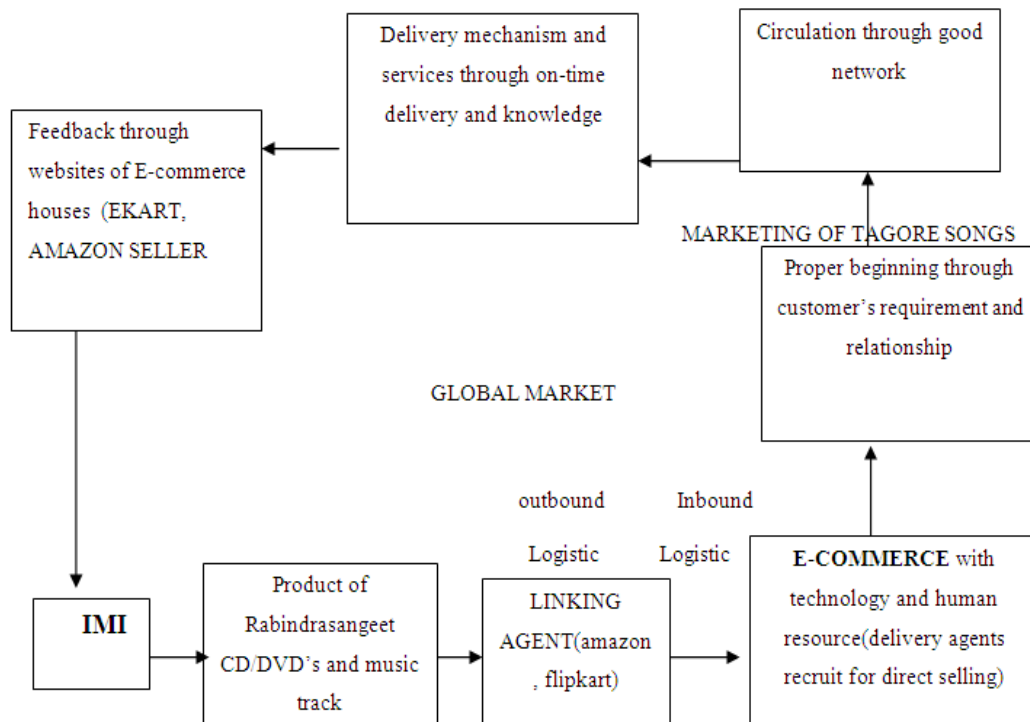 Delivery mechanism and
services through on-time
delivery and knowledge
Circulation through good
network
Feedback through
websites of E-commerce
houses (EKART,
AMAZON SELLER
MARKETING OF TAGORE SONGS
Proper beginning through
customer’s requirement and
relationship
GLOBAL MARKET
outbound Inbound
Logistic Logistic
IMI
Product of
Rabindrasangeet
CD/DVD’s and music
track
LINKING
AGENT(amazon
, flipkart)
E-COMMERCE with
technology and human
resource(delivery agents
recruit for direct selling)